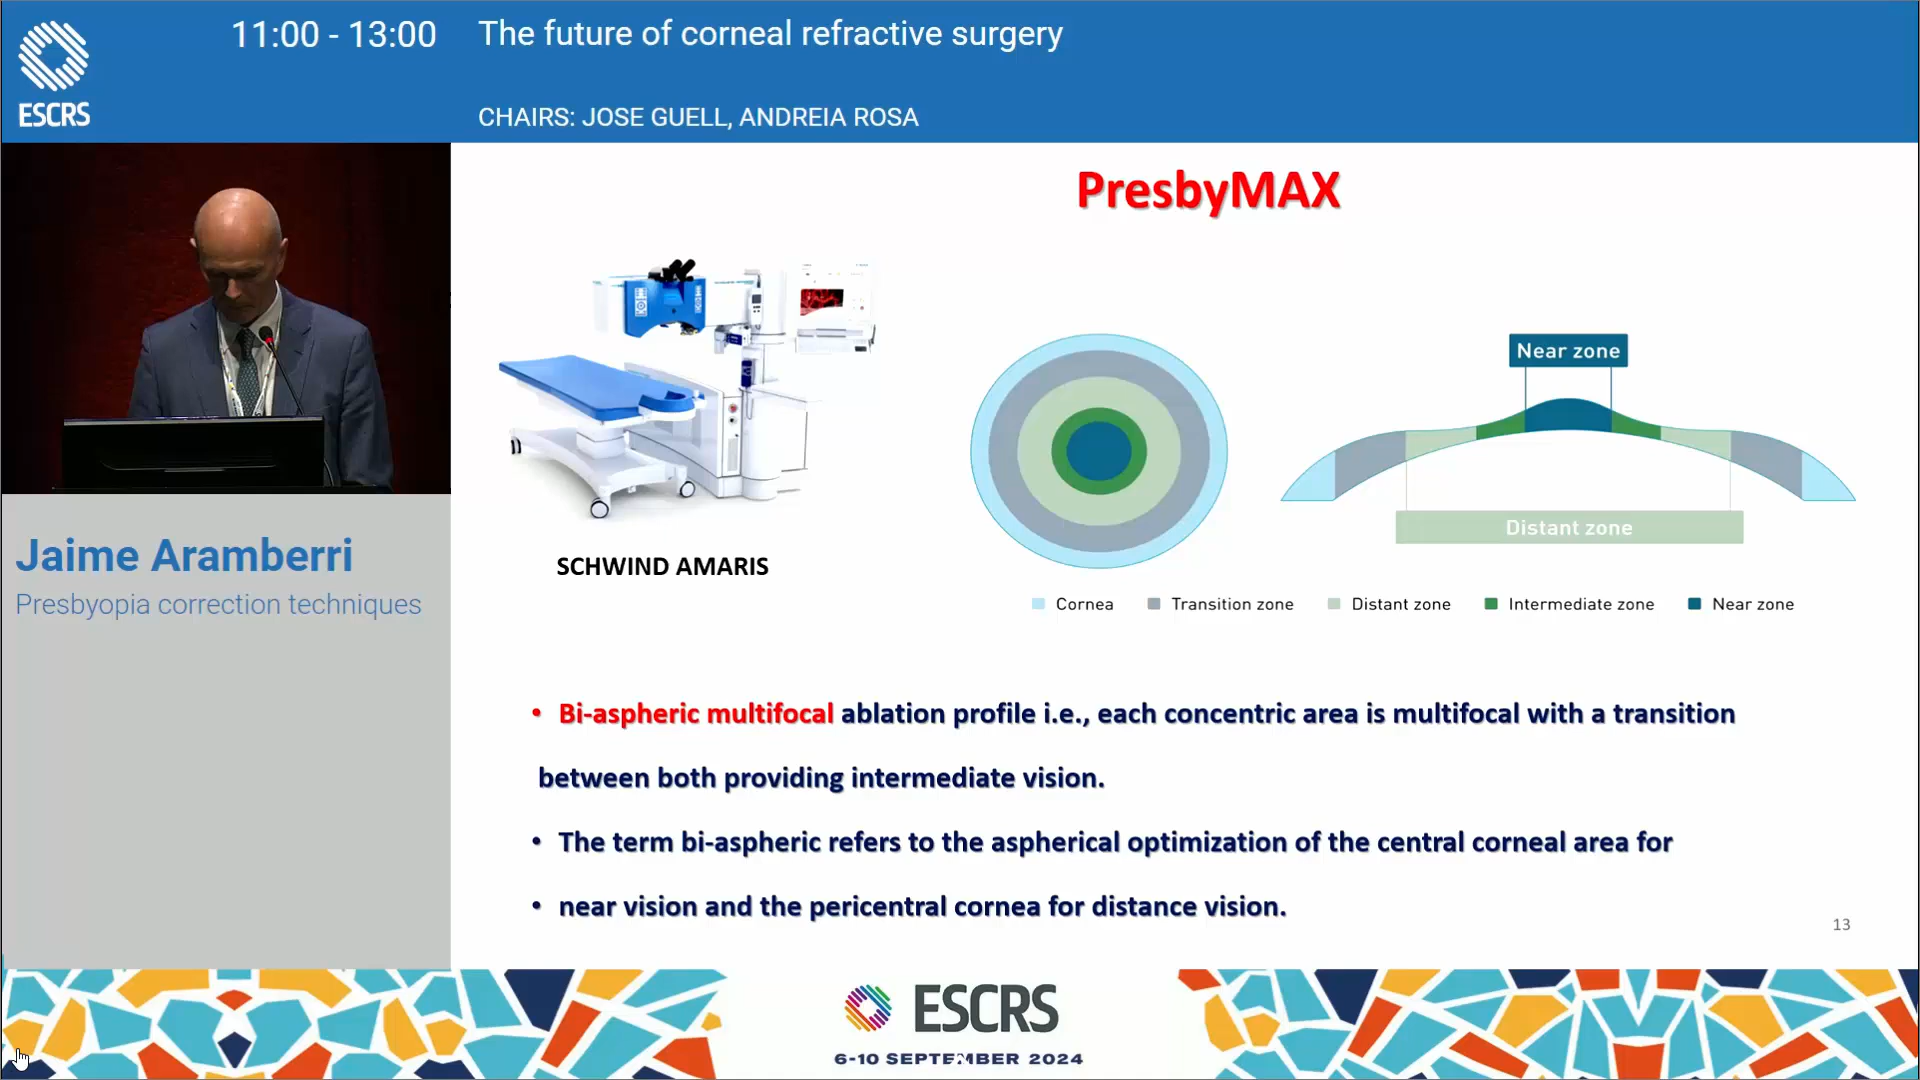 11:00 - 13:00
The future of corneal refractive surgery
ESCRS
CHAIRS: JOSE GUELL, ANDREIA ROSA
PresbyMAX
Near zone
Distant zone
SCHWIND AMARIS
Cornea
Transition zone
Distant zone
Intermediate zone
Near zone
Jaime Aramberri
Presbyopia correction techniques
• Bi-aspheric multifocal ablation profile i.e., each concentric area is multifocal with a transition
between both providing intermediate vision.
• The term bi-aspheric refers to the aspherical optimization of the central corneal area for
• near vision and the pericentral cornea for distance vision.
13
ESCRS
6-10 SEPTEMBER 2024